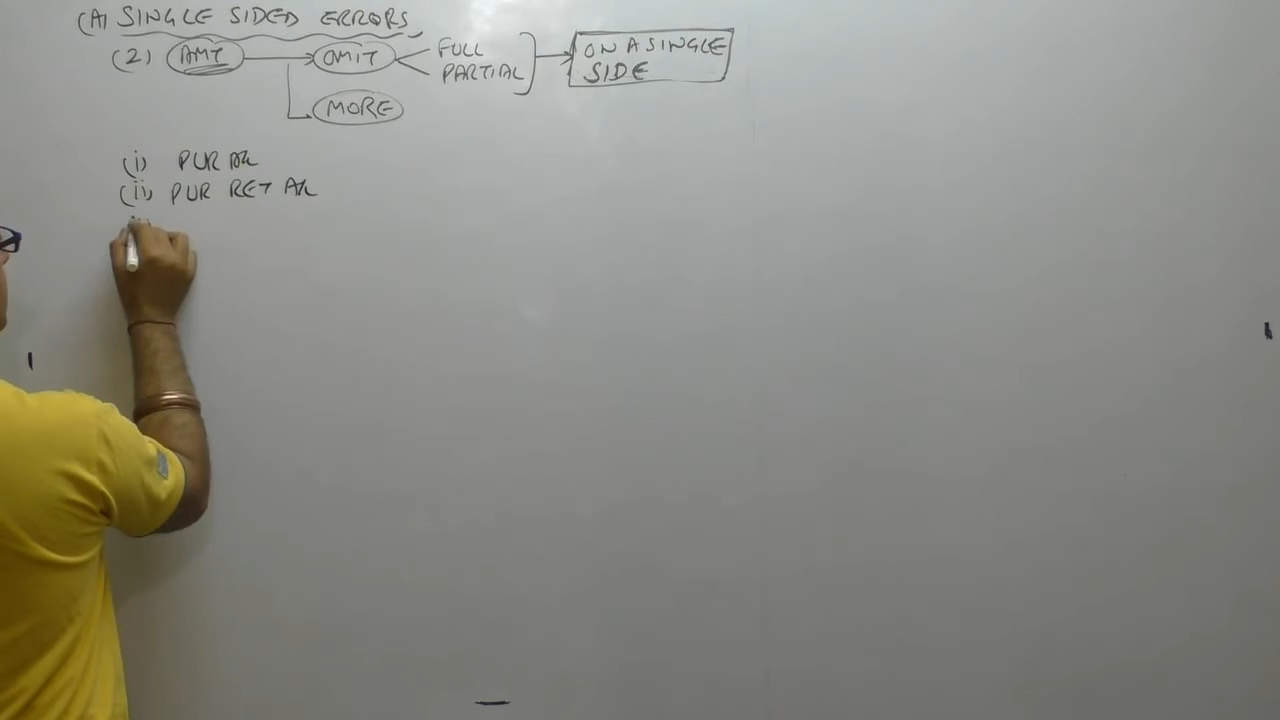 (A) SINGLE SIDED ERRORS
(2) AMT OMIT FULL PARTIAL ON A SINGLE SIDE
MORE
(i) PUR A/c
(ii) PUR RET A/c